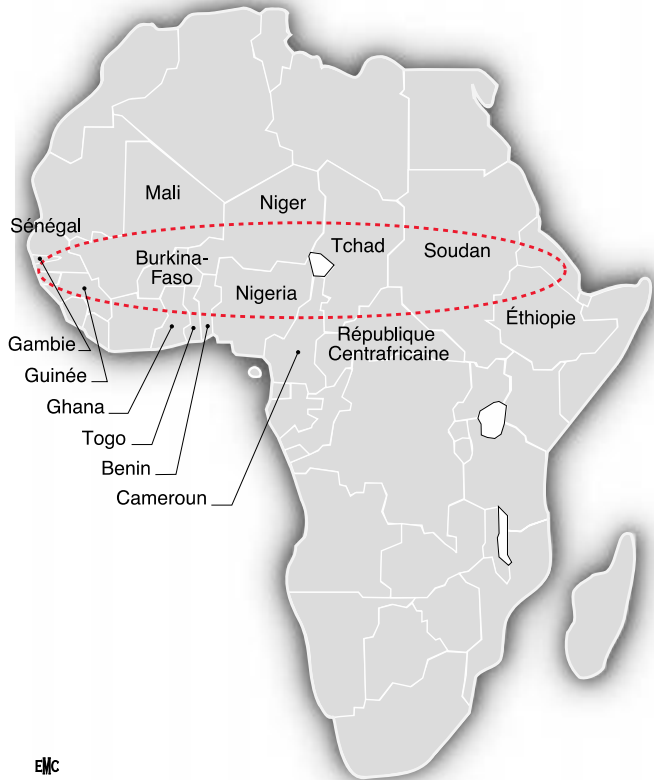 Mali
Niger
Sénégal
Tchad
Soudan
Burkina-
Faso
Nigeria
Éthiopie
République
Centrafricaine
Gambie
Guinée
Ghana
Togo
Benin
Cameroun
EMC